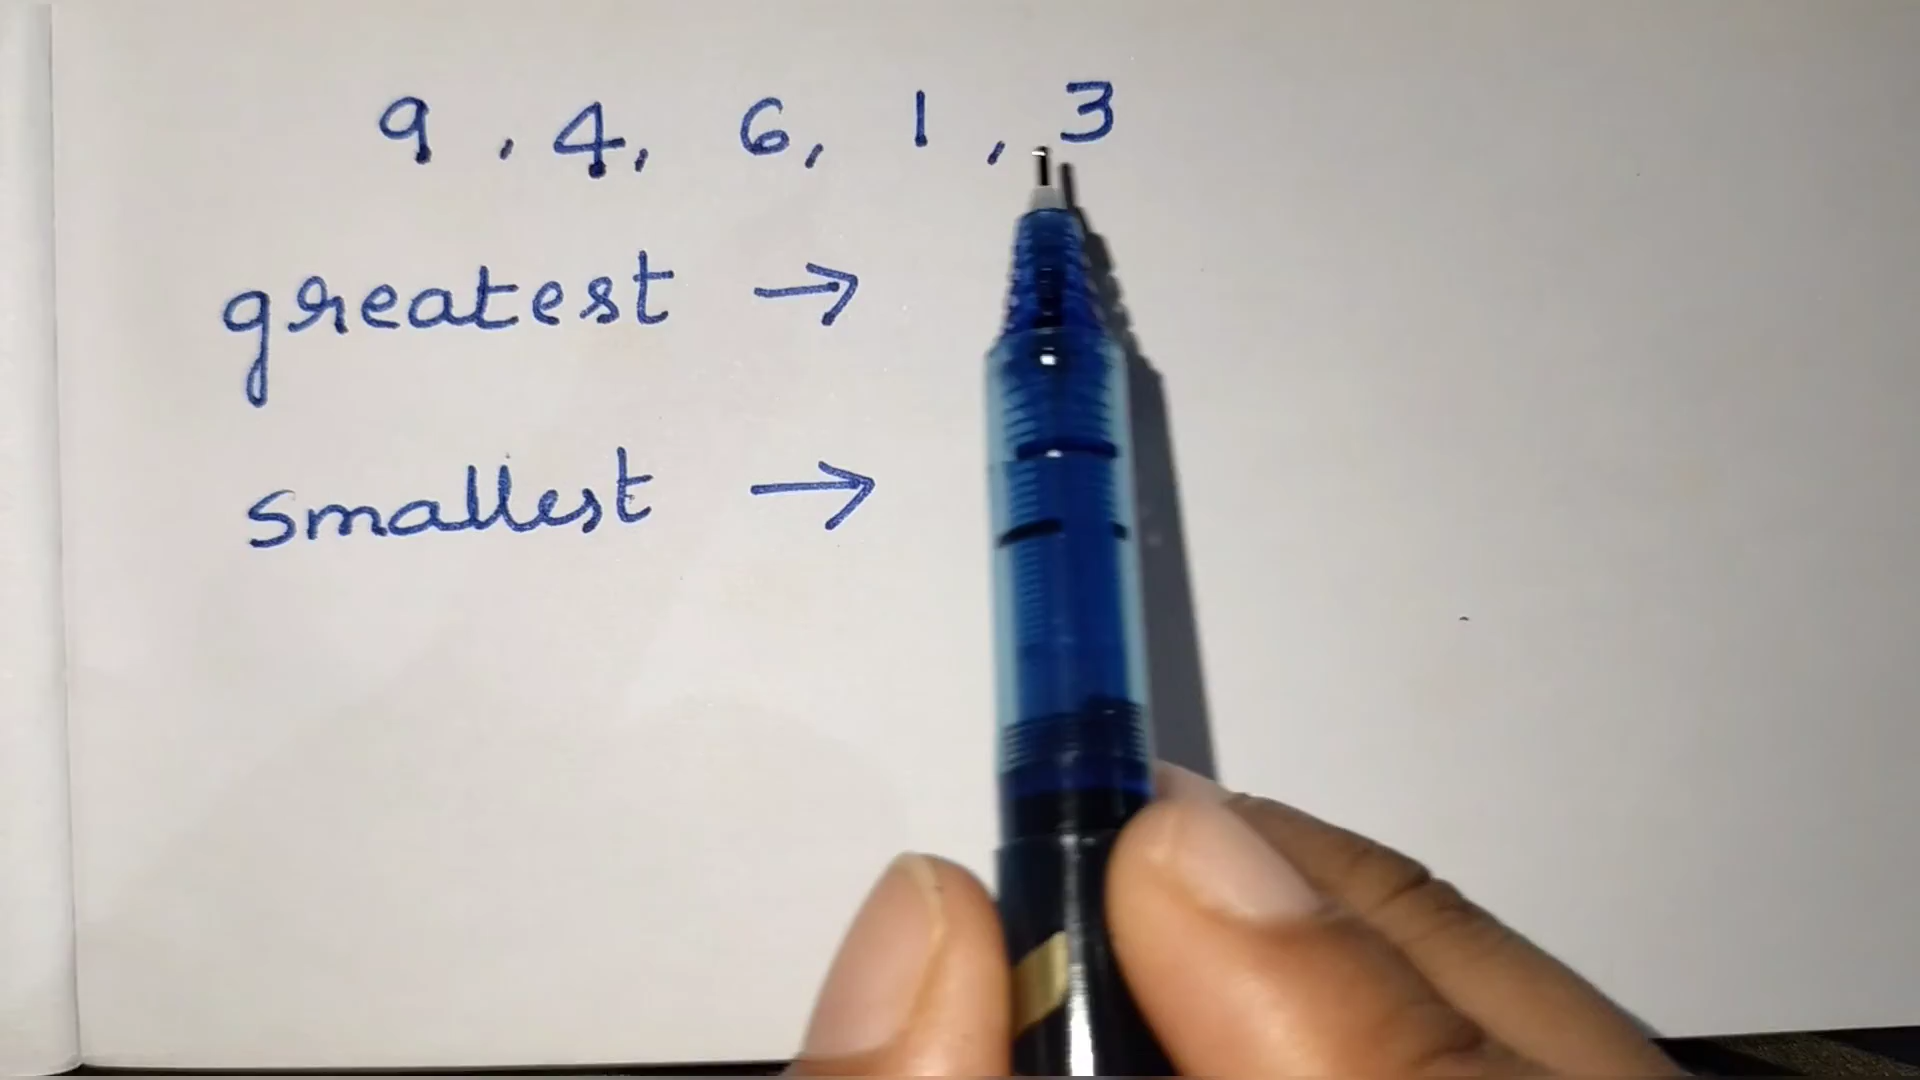 9, 4, 6, 1, 3
greatest →
smallest →